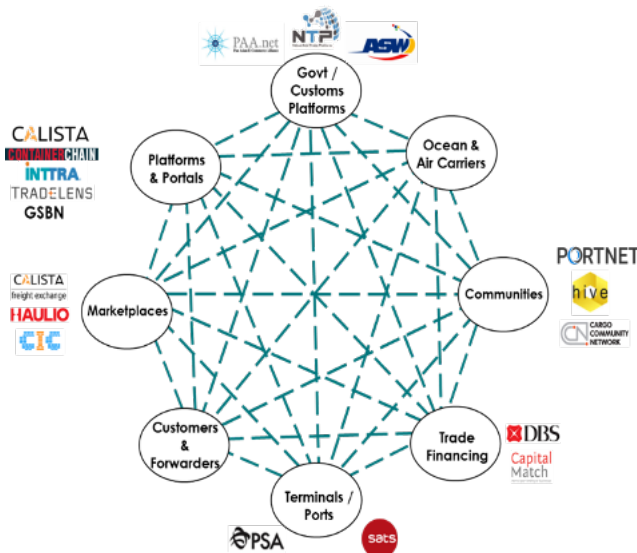 PAA.net
NTP
ASW
Govt /
Customs
Platforms
CALISTA
CONTAINERCHAIN
INTTRA
TRADELENS
GSBN
Platforms
& Portals
Ocean &
Air Carriers
PORTNET
hive
CARGO
COMMUNITY
NETWORK
Communities
CALISTA
freight exchange
HAULIO
CIC
Marketplaces
Customers
&
Forwarders
Trade
Financing
DBS
Capital
Match
Terminals /
Ports
PSA
sats